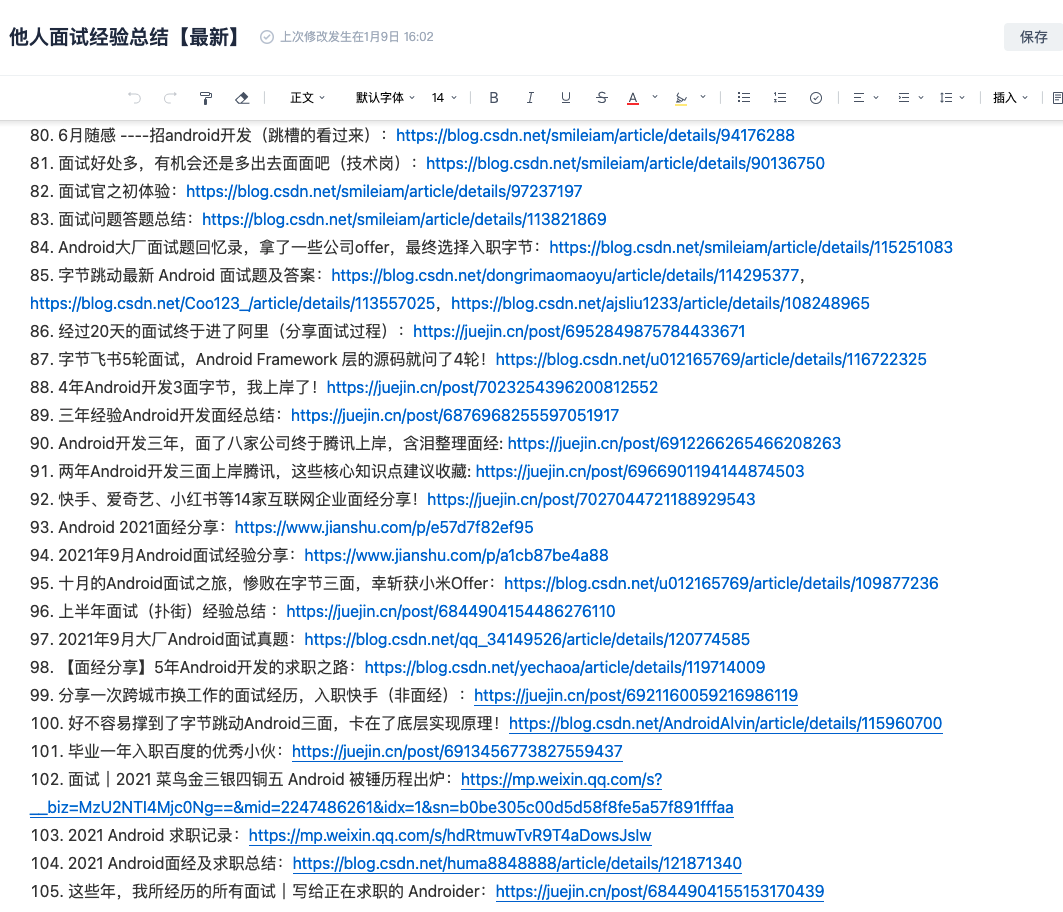 他人面试经验总结【最新】 上次修改发生在1月9日 16:02 保存
正文 默认字体 14 B I U S A 插入
80. 6月随感 ----招android开发（跳槽的看过来）：https://blog.csdn.net/smileiam/article/details/94176288
81. 面试好处多，有机会还是多出去面面吧（技术岗）：https://blog.csdn.net/smileiam/article/details/90136750
82. 面试官之初体验：https://blog.csdn.net/smileiam/article/details/97237197
83. 面试问题答题总结：https://blog.csdn.net/smileiam/article/details/113821869
84. Android大厂面试题回忆录，拿了一些公司offer，最终选择入职字节：https://blog.csdn.net/smileiam/article/details/115251083
85. 字节跳动最新 Android 面试题及答案：https://blog.csdn.net/dongrimaomaoyu/article/details/114295377，
https://blog.csdn.net/Coo123_/article/details/113557025，https://blog.csdn.net/ajsliu1233/article/details/108248965
86. 经过20天的面试终于进了阿里（分享面试过程）：https://juejin.cn/post/6952849875784433671
87. 字节飞书5轮面试，Android Framework 层的源码就问了4轮！https://blog.csdn.net/u012165769/article/details/116722325
88. 4年Android开发3面字节，我上岸了！https://juejin.cn/post/7023254396200812552
89. 三年经验Android开发面经总结：https://juejin.cn/post/6876968255597051917
90. Android开发三年，面了八家公司终于腾讯上岸，含泪整理面经: https://juejin.cn/post/6912266265466208263
91. 两年Android开发三面上岸腾讯，这些核心知识点建议收藏: https://juejin.cn/post/6966901194144874503
92. 快手、爱奇艺、小红书等14家互联网企业面经分享！https://juejin.cn/post/7027044721188929543
93. Android 2021面经分享：https://www.jianshu.com/p/e57d7f82ef95
94. 2021年9月Android面试经验分享：https://www.jianshu.com/p/a1cb87be4a88
95. 十月的Android面试之旅，惨败在字节三面，幸斩获小米Offer：https://blog.csdn.net/u012165769/article/details/109877236
96. 上半年面试（扑街）经验总结 ：https://juejin.cn/post/6844904154486276110
97. 2021年9月大厂Android面试真题：https://blog.csdn.net/qq_34149526/article/details/120774585
98. 【面经分享】5年Android开发的求职之路：https://blog.csdn.net/yechaoa/article/details/119714009
99. 分享一次跨城市换工作的面试经历，入职快手（非面经）：https://juejin.cn/post/6921160059216986119
100. 好不容易撑到了字节跳动Android三面，卡在了底层实现原理！https://blog.csdn.net/AndroidAlvin/article/details/115960700
101. 毕业一年入职百度的优秀小伙：https://juejin.cn/post/6913456773827559437
102. 面试｜2021 菜鸟金三银四铜五 Android 被锤历程出炉：https://mp.weixin.qq.com/s?
__biz=MzU2NTI4Mjc0Ng==&mid=2247486261&idx=1&sn=b0be305c00d5d58f8fe5a57f891fffaa
103. 2021 Android 求职记录：https://mp.weixin.qq.com/s/hdRtmuwTvR9T4aDowsJslw
104. 2021 Android面经及求职总结：https://blog.csdn.net/huma8848888/article/details/121871340
105. 这些年，我所经历的所有面试｜写给正在求职的 Androider：https://juejin.cn/post/6844904155153170439